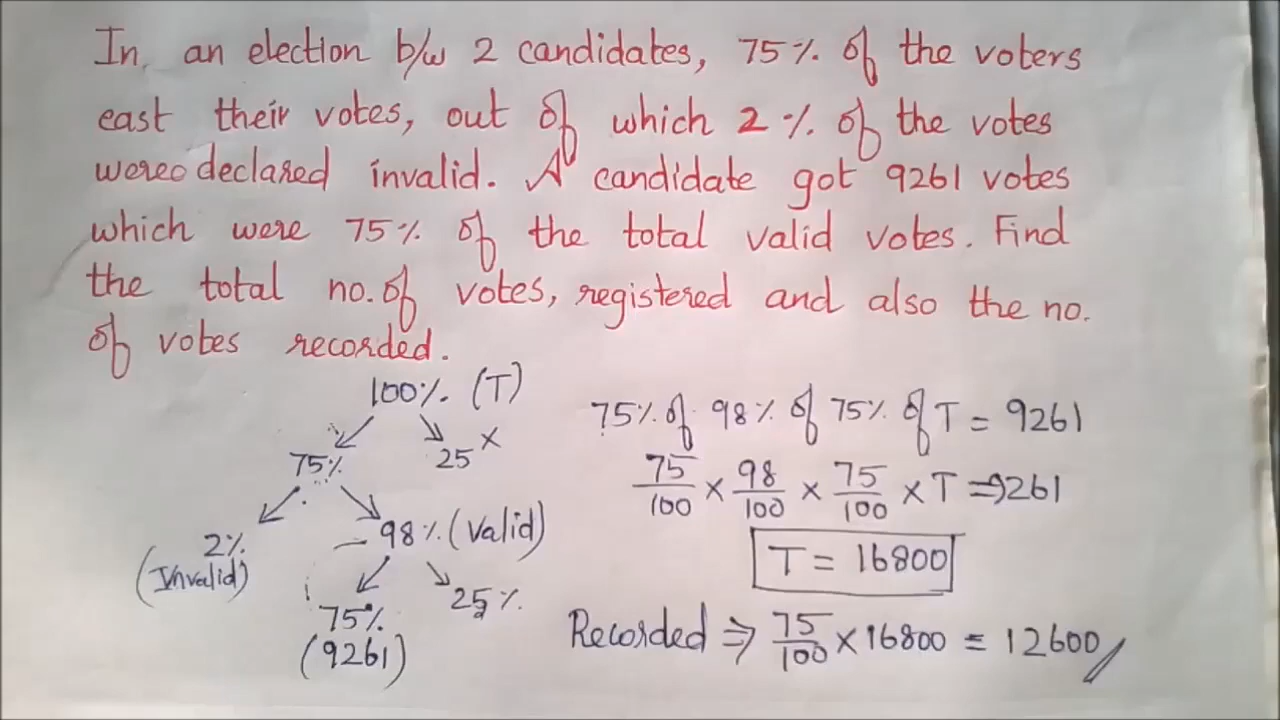 In an election b/w 2 candidates, 75% of the voters
cast their votes, out of which 2% of the votes
were declared invalid. A candidate got 9261 votes
which were 75% of the total valid votes. Find
the total no. of votes, registered and also the no.
of votes recorded.
100% (T)
75%
25 ×
2%
(Invalid)
98% (Valid)
75%
(9261)
25%
75% of 98% of 75% of T = 9261
75/100 × 98/100 × 75/100 × T = 9261
T = 16800
Recorded ⇒ 75/100 × 16800 = 12600/